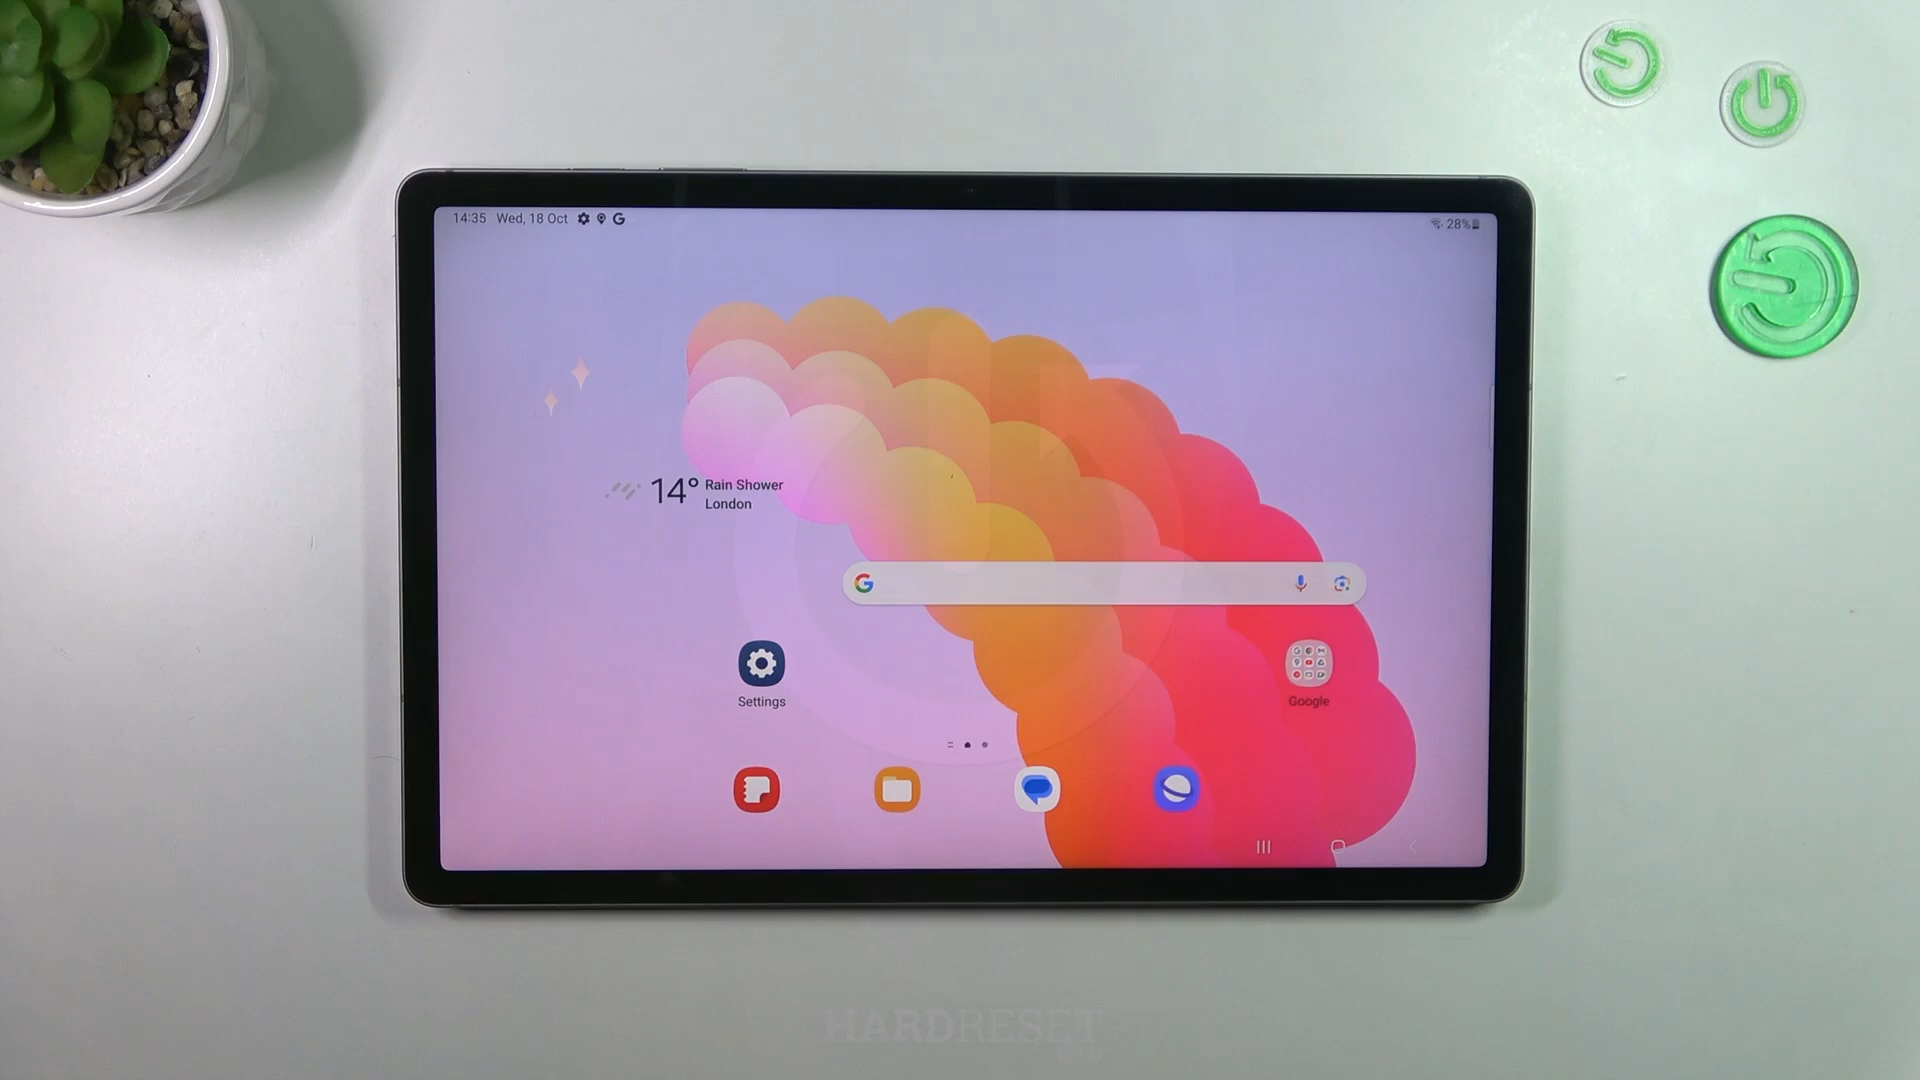 14:35 Wed, 18 Oct
28%
14° Rain Shower
London
Settings
Google
HARDRESET